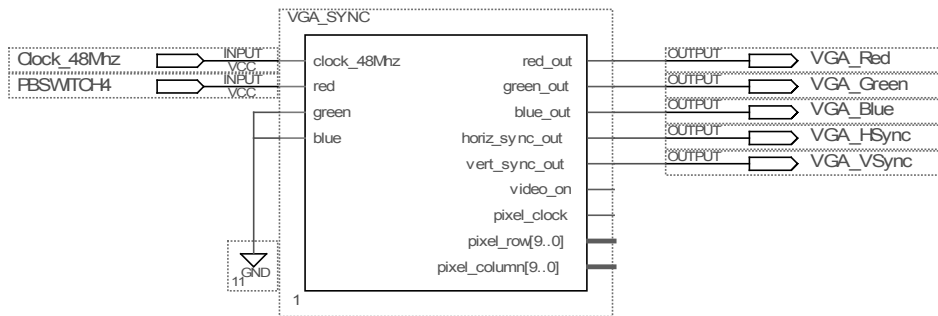 VGA_SYNC
Clock_48Mhz INPUT VCC clock_48Mhz red_out OUTPUT VGA_Red
PBSWITCH4 INPUT VCC red green_out OUTPUT VGA_Green
green blue_out OUTPUT VGA_Blue
blue horiz_sync_out OUTPUT VGA_HSync
vert_sync_out OUTPUT VGA_VSync
video_on
pixel_clock
pixel_row[9..0]
GND pixel_column[9..0]
11
1